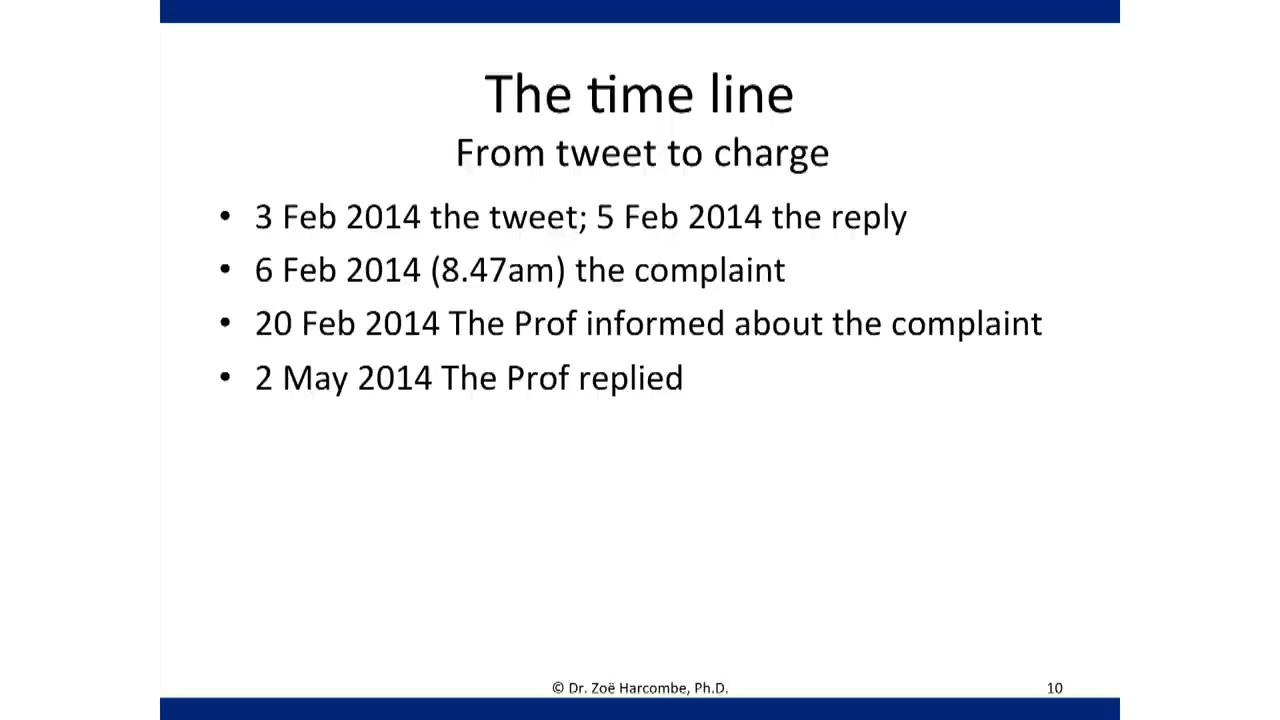 The time line
From tweet to charge
• 3 Feb 2014 the tweet; 5 Feb 2014 the reply
• 6 Feb 2014 (8.47am) the complaint
• 20 Feb 2014 The Prof informed about the complaint
• 2 May 2014 The Prof replied
© Dr. Zoë Harcombe, Ph.D.
10